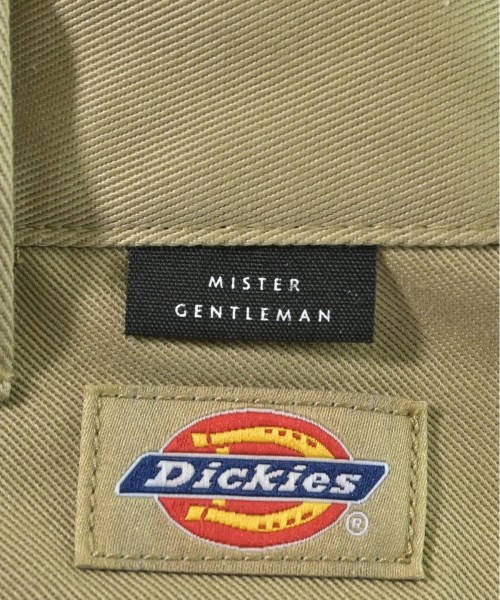 MISTER
GENTLEMAN
Dickies
®